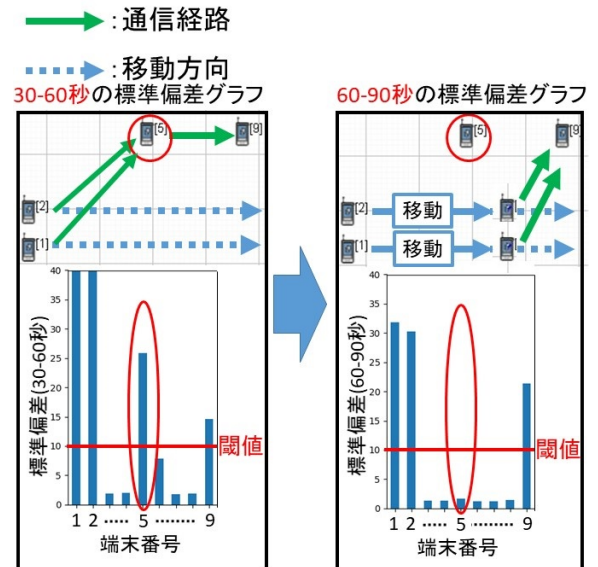 ：通信経路
：移動方向
30-60秒の標準偏差グラフ
[5]
[9]
[2]
[1]
標準偏差(30-60秒)
40
35
30
25
20
15
10
5
0
閾値
1 2 ..... 5 ........ 9
端末番号
60-90秒の標準偏差グラフ
[5]
[9]
[2]
移動
[1]
移動
標準偏差(60-90秒)
40
35
30
25
20
15
10
5
0
閾値
1 2 ..... 5 ........ 9
端末番号